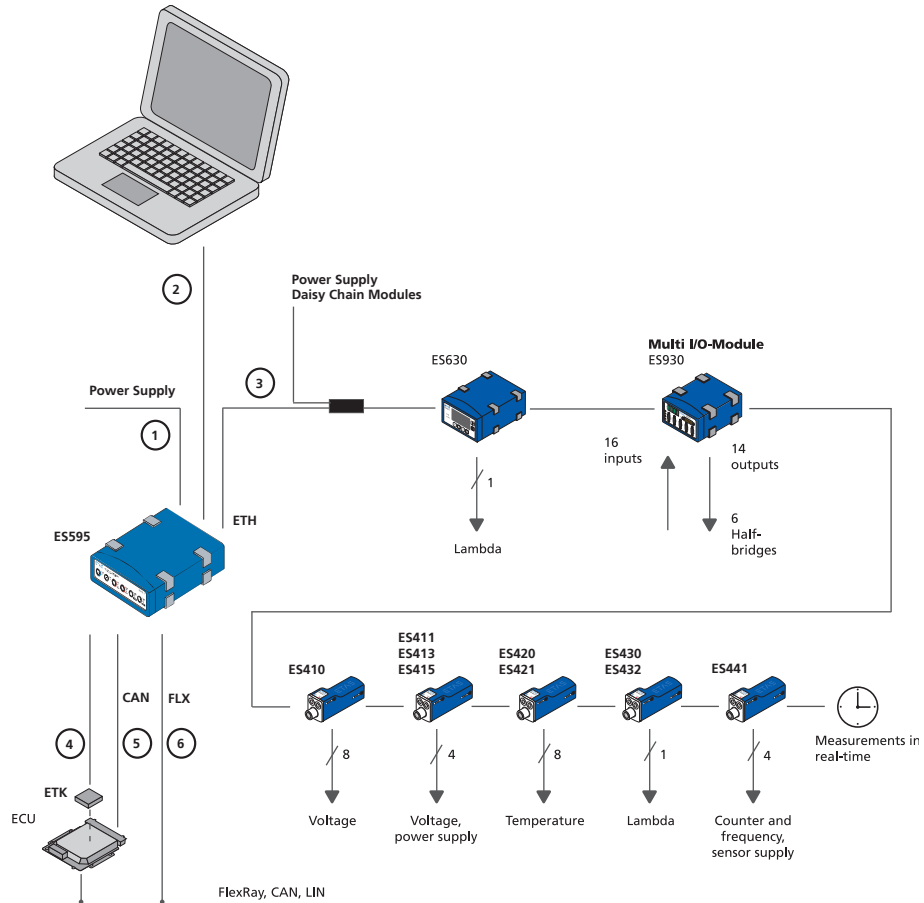 2
Power Supply
Daisy Chain Modules
Multi I/O-Module
ES630
ES930
3
Power Supply
1
16
inputs
14
outputs
1
ETH
6
Half-
bridges
ES595
Lambda
ES411
ES413
ES415
ES420
ES421
ES430
ES432
ES410
ES441
CAN
FLX
4
5
6
8
4
8
1
4
Measurements in
real-time
ETK
ECU
Voltage
Voltage,
power supply
Temperature
Lambda
Counter and
frequency,
sensor supply
FlexRay, CAN, LIN